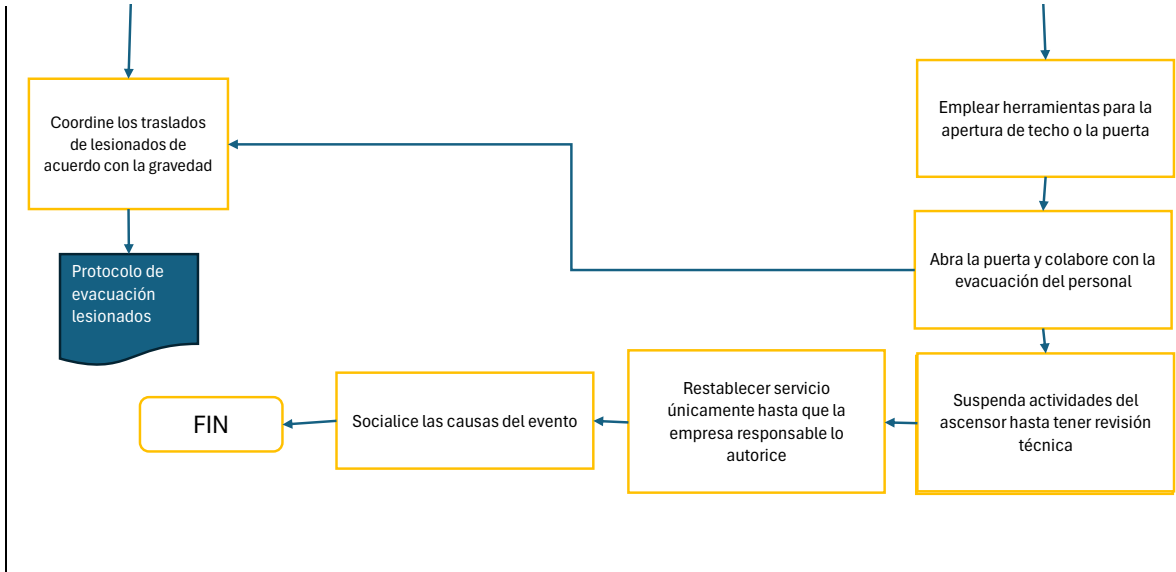 Coordine los traslados
de lesionados de
acuerdo con la gravedad
Emplear herramientas para la
apertura de techo o la puerta
Protocolo de
evacuación
lesionados
Abra la puerta y colabore con la
evacuación del personal
FIN
Socialice las causas del evento
Restablecer servicio
únicamente hasta que la
empresa responsable lo
autorice
Suspenda actividades del
ascensor hasta tener revisión
técnica